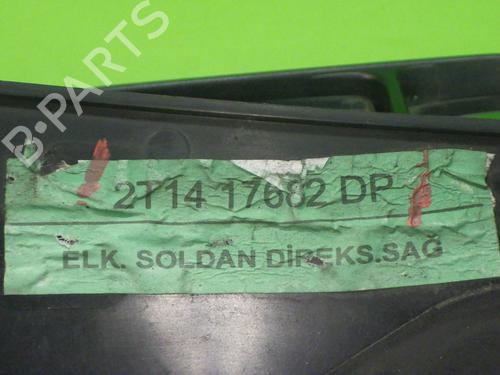 B-PARTS
2T14 17682 DP
ELK. SOLDAN DİREKS.SAĞ